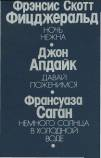 Фрэнсис Скотт
Фицджеральд
НОЧЬ
НЕЖНА
Джон
Апдайк
ДАВАЙ
ПОЖЕНИМСЯ
Франсуаза
Саган
НЕМНОГО СОЛНЦА
В ХОЛОДНОЙ
ВОДЕ